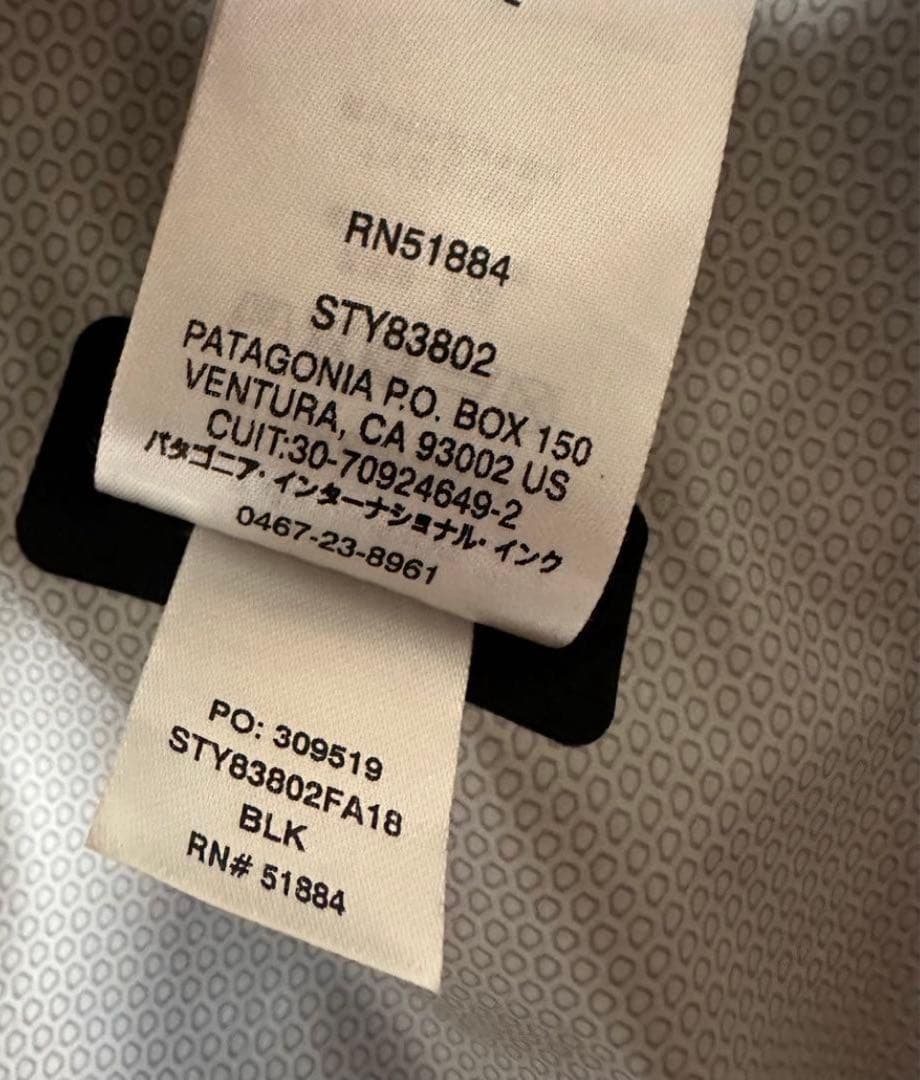 RN51884
STY83802
PATAGONIA P.O. BOX 150
VENTURA, CA 93002 US
CUIT:30-70924649-2
パタゴニア・インターナショナル・インク
0467-23-8961
PO: 309519
STY83802FA18
BLK
RN# 51884